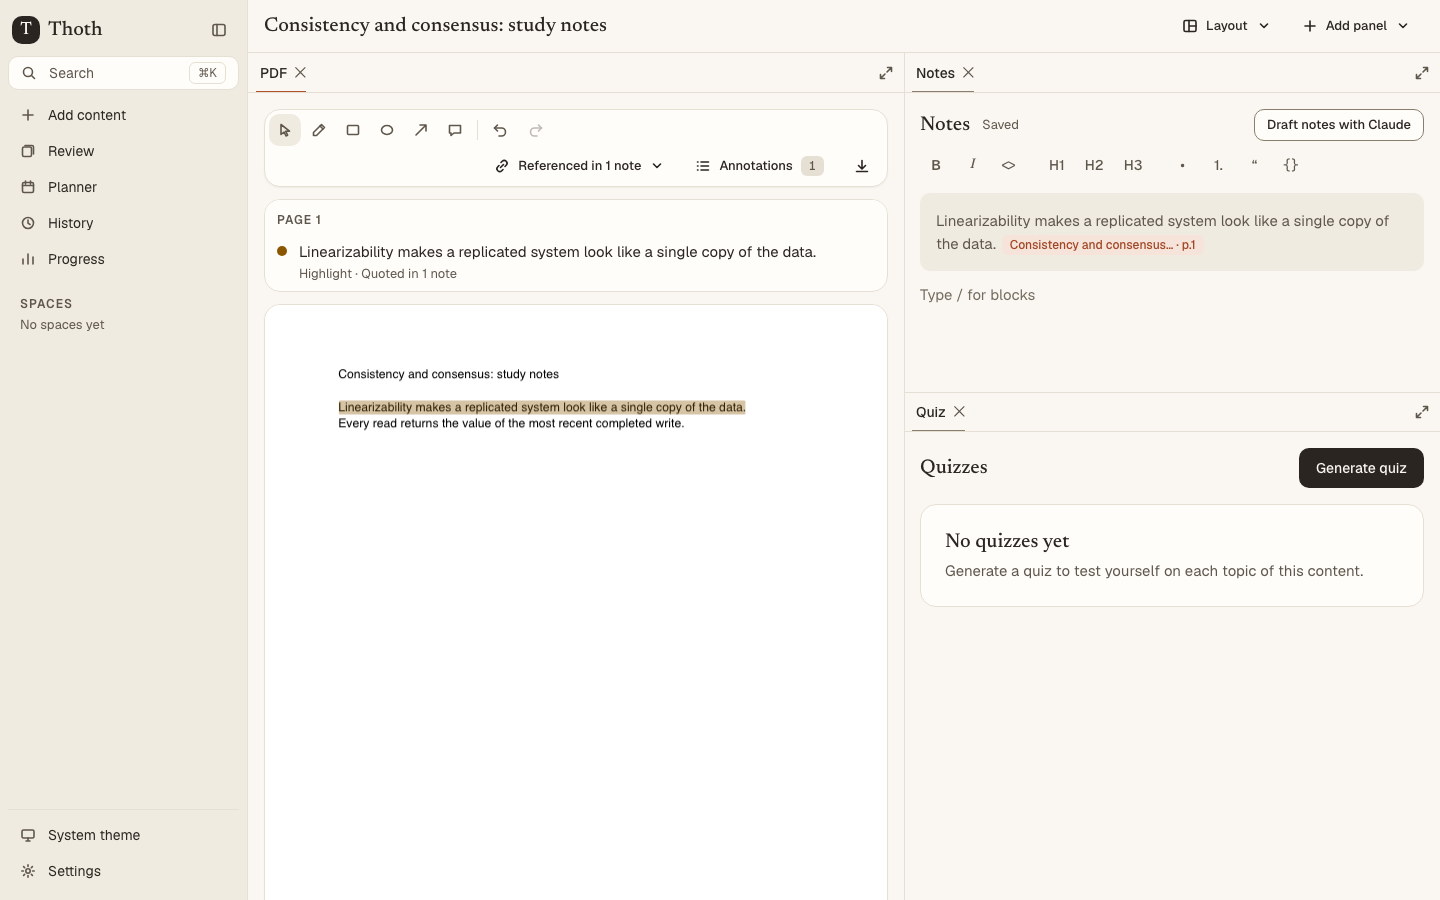 T Thoth
Search ⌘K
Add content
Review
Planner
History
Progress
SPACES
No spaces yet
System theme
Settings
Consistency and consensus: study notes
Layout
Add panel
PDF
Referenced in 1 note
Annotations 1
PAGE 1
Linearizability makes a replicated system look like a single copy of the data.
Highlight · Quoted in 1 note
Consistency and consensus: study notes
Linearizability makes a replicated system look like a single copy of the data.
Every read returns the value of the most recent completed write.
Notes
Notes Saved Draft notes with Claude
B I <> H1 H2 H3 • 1. “ {}
Linearizability makes a replicated system look like a single copy of
the data. Consistency and consensus… · p.1
Type / for blocks
Quiz
Quizzes Generate quiz
No quizzes yet
Generate a quiz to test yourself on each topic of this content.